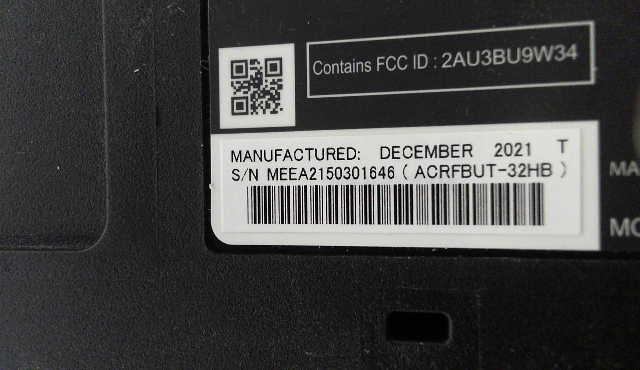 Contains FCC ID : 2AU3BU9W34
MANUFACTURED: DECEMBER 2021 T
S/N MEEA2150301646 ( ACRFBUT-32HB )